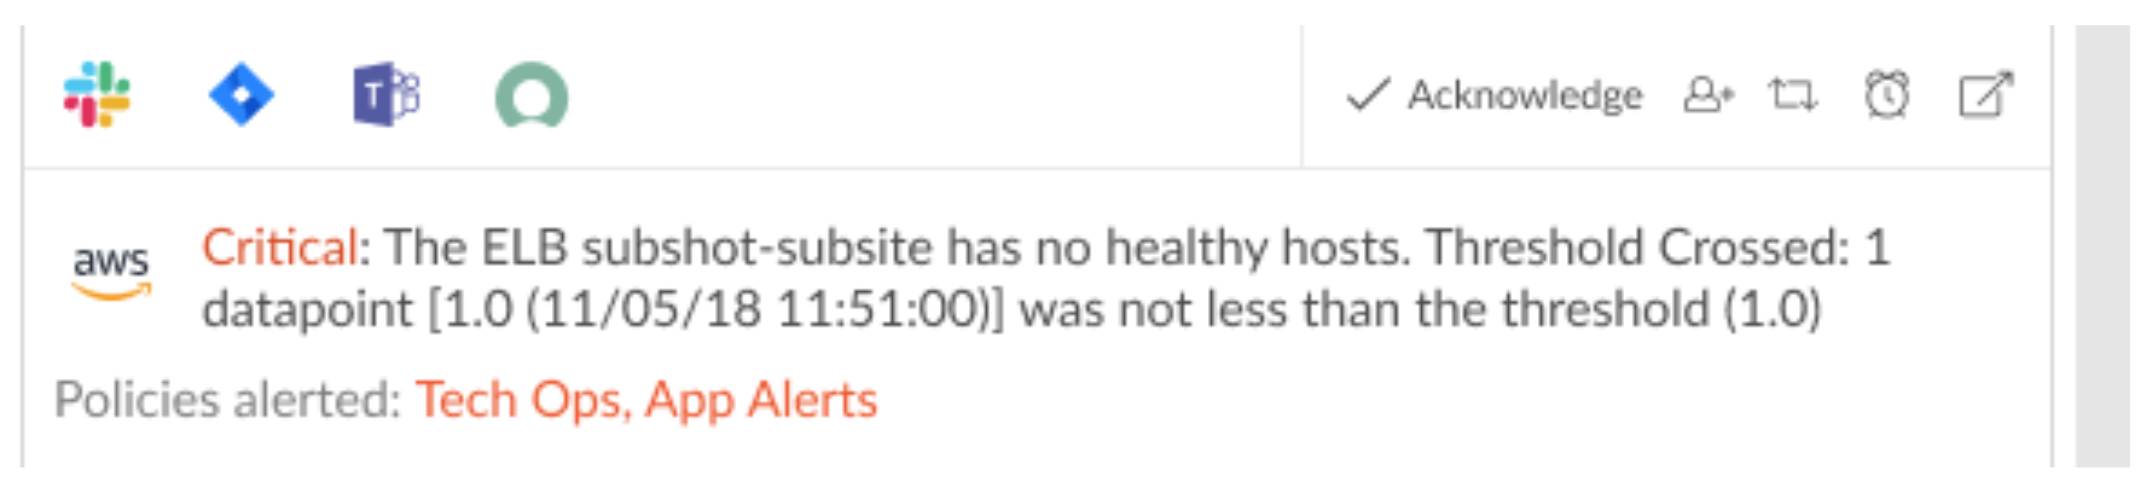 T
Acknowledge
aws
Critical: The ELB subshot-subsite has no healthy hosts. Threshold Crossed: 1
datapoint [1.0 (11/05/18 11:51:00)] was not less than the threshold (1.0)
Policies alerted: Tech Ops, App Alerts